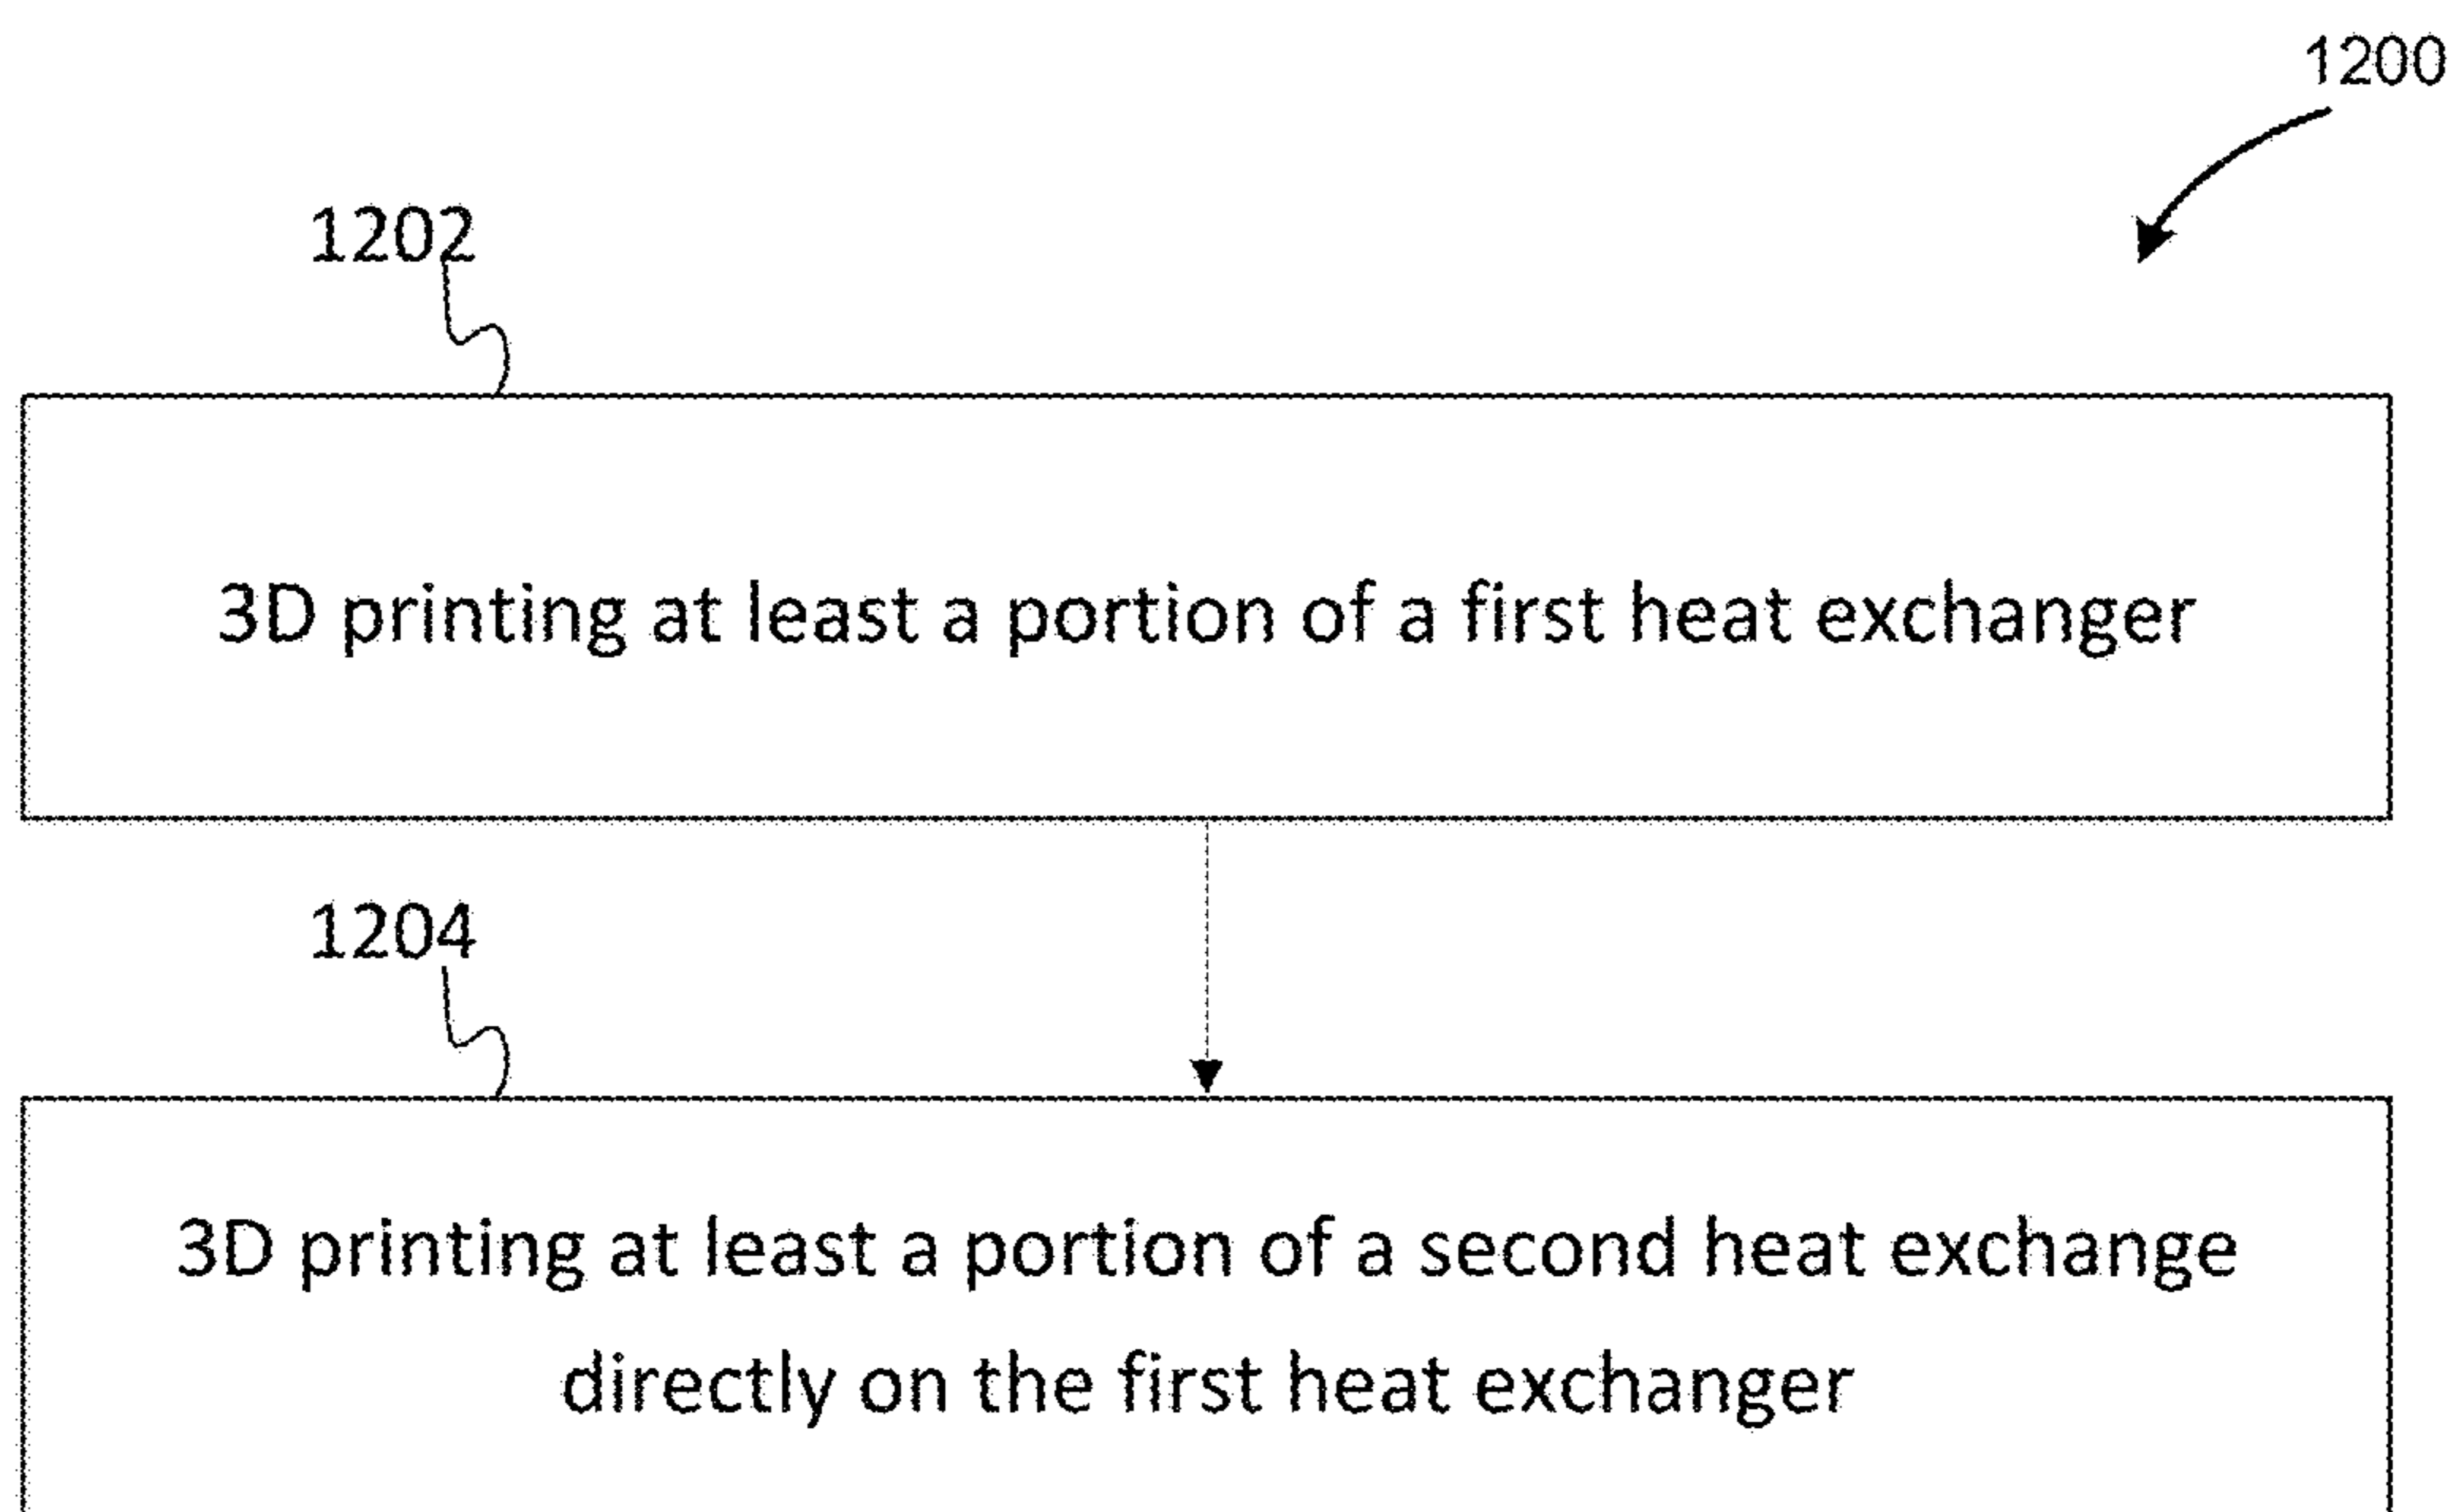 1200
1202
3D printing at least a portion of a first heat exchanger
1204
3D printing at least a portion of a second heat exchange
directly on the first heat exchanger